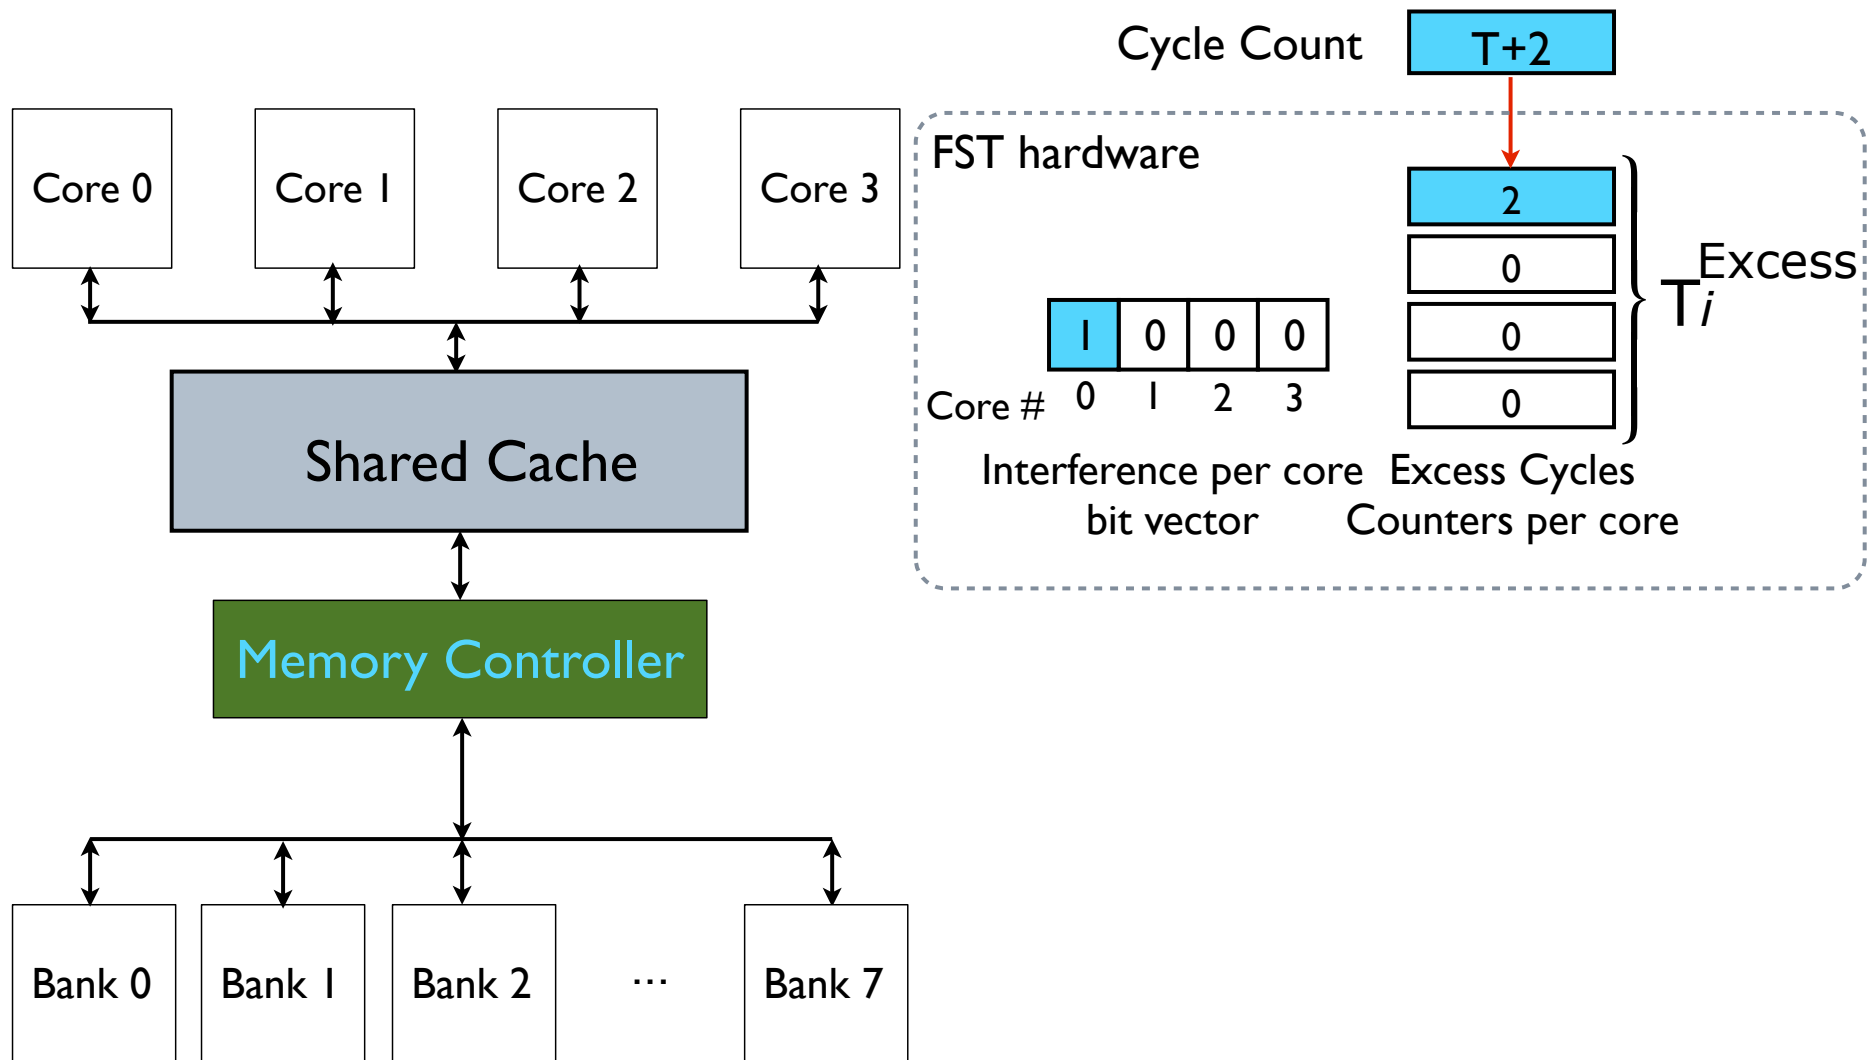 Cycle Count
T+2
Core 0
Core 1
Core 2
Core 3
FST hardware
2
0
0
0
T i Excess
1 0 0 0
Core # 0 1 2 3
Interference per core
bit vector
Excess Cycles
Counters per core
Shared Cache
Memory Controller
Bank 0
Bank 1
Bank 2
...
Bank 7